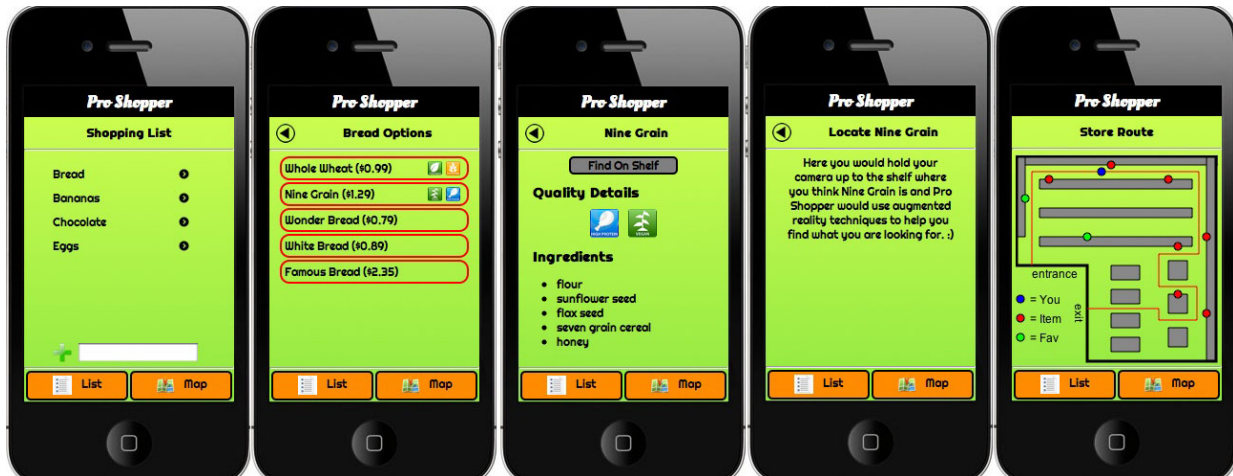 Pro Shopper
Shopping List
Bread
Bananas
Chocolate
Eggs
List
Map
Pro Shopper
Bread Options
Whole Wheat ($0.99)
Nine Grain ($1.29)
Wonder Bread ($0.79)
White Bread ($0.89)
Famous Bread ($2.35)
List
Map
Pro Shopper
Nine Grain
Find On Shelf
Quality Details
HIGH PROTEIN
VEGAN
Ingredients
flour
sunflower seed
flax seed
seven grain cereal
honey
List
Map
Pro Shopper
Locate Nine Grain
Here you would hold your
camera up to the shelf where
you think Nine Grain is and Pro
Shopper would use augmented
reality techniques to help you
find what you are looking for. :)
List
Map
Pro Shopper
Store Route
entrance
exit
= You
= Item
= Fav
List
Map